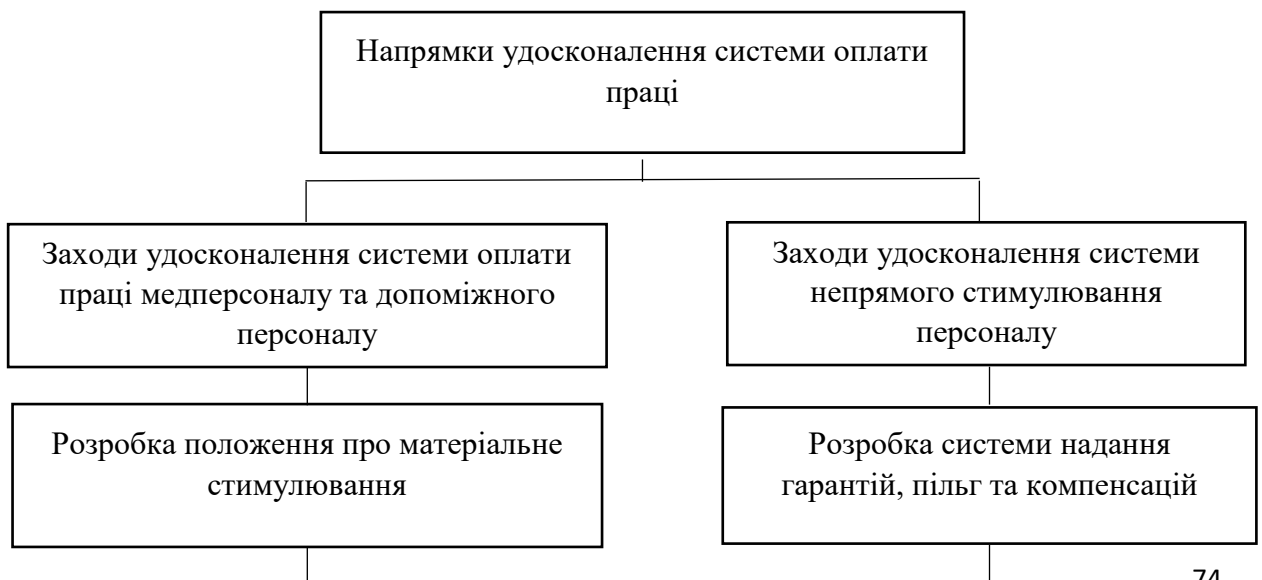 Напрямки удосконалення системи оплати
праці
Заходи удосконалення системи оплати
праці медперсоналу та допоміжного
персоналу
Заходи удосконалення системи
непрямого стимулювання
персоналу
Розробка положення про матеріальне
стимулювання
Розробка системи надання
гарантій, пільг та компенсацій
74